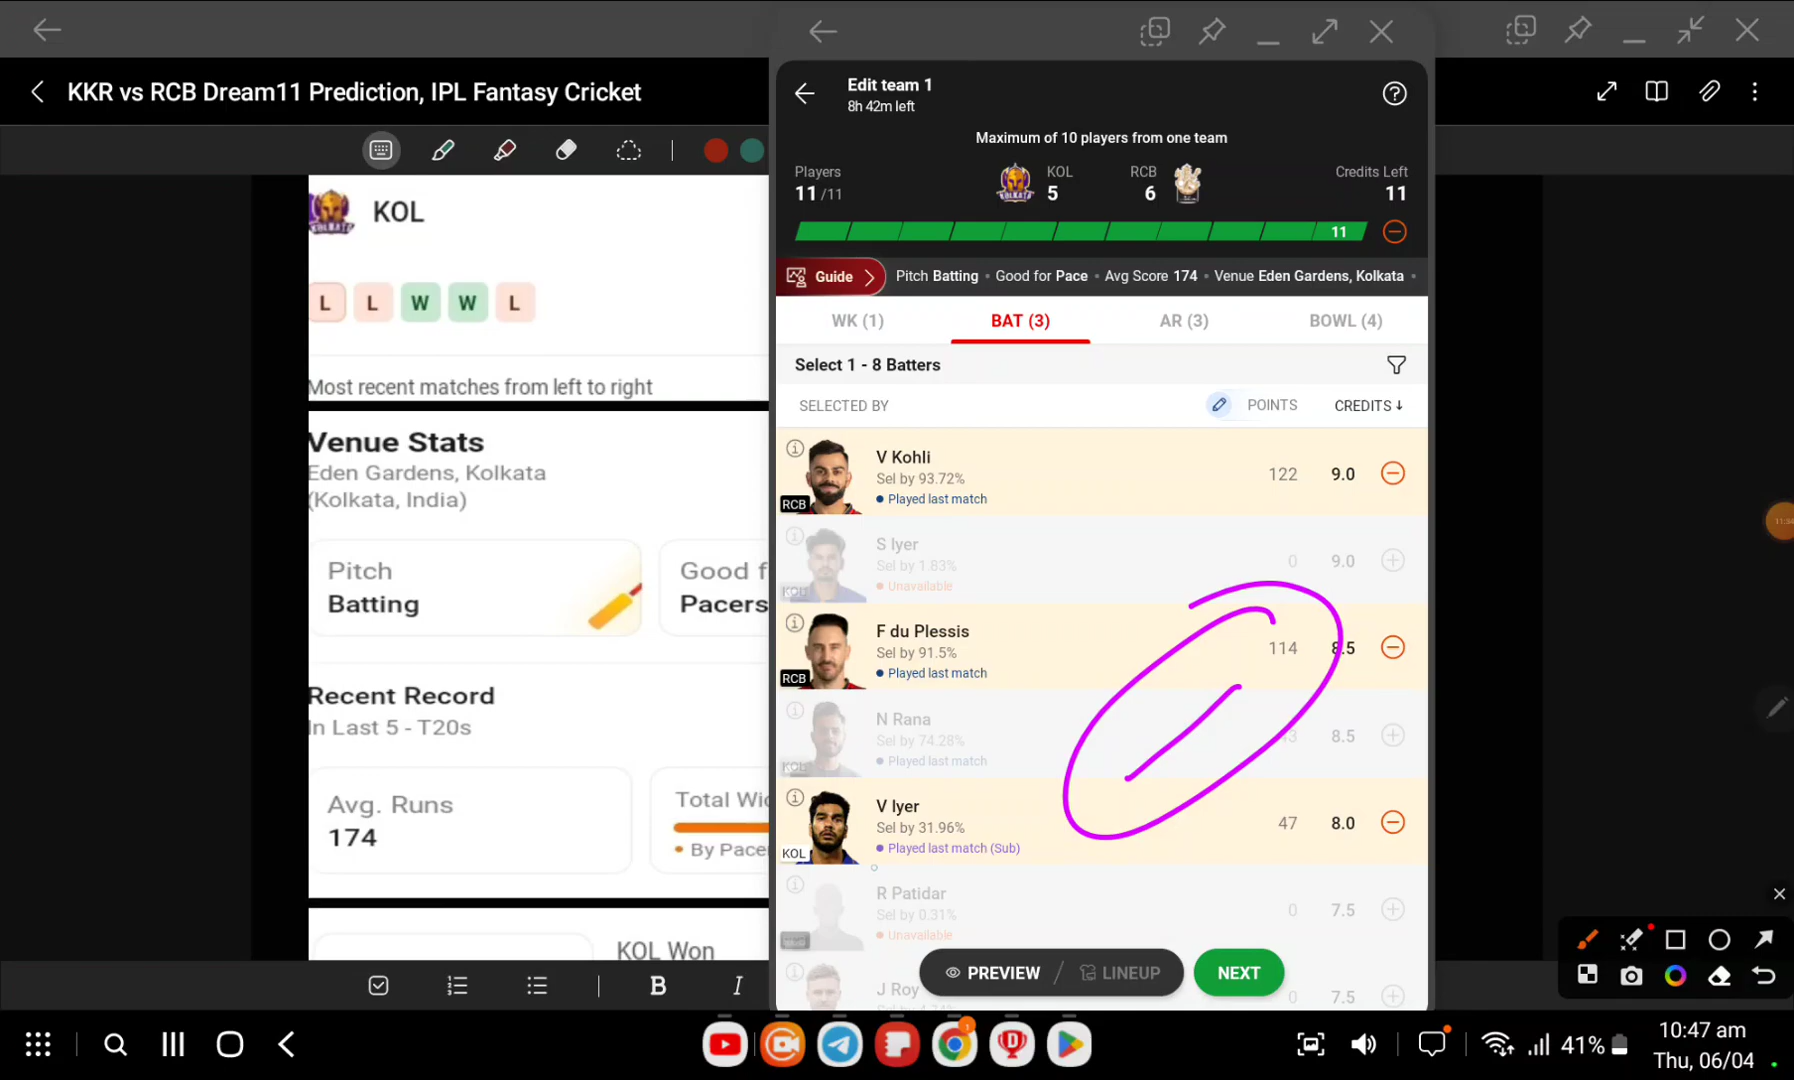 KKR vs RCB Dream11 Prediction, IPL Fantasy Cricket
KOL
L L W W L
Most recent matches from left to right
Venue Stats
Eden Gardens, Kolkata
(Kolkata, India)
Pitch
Batting
Good f
Pacers
Recent Record
In Last 5 - T20s
Avg. Runs
174
Total Wic
By Pace
KOL Won
B I
Edit team 1
8h 42m left
Maximum of 10 players from one team
Players
11 /11
KOL
5
RCB
6
Credits Left
11
11
Guide Pitch Batting • Good for Pace • Avg Score 174 • Venue Eden Gardens, Kolkata
WK (1) BAT (3) AR (3) BOWL (4)
Select 1 - 8 Batters
SELECTED BY POINTS CREDITS↓
V Kohli
Sel by 93.72% 122 9.0
Played last match
RCB
S Iyer
Sel by 1.83% 0 9.0
Unavailable
KOL
F du Plessis
Sel by 91.5% 114 8.5
Played last match
RCB
N Rana
Sel by 74.28% 8.5
Played last match
KOL
V Iyer
Sel by 31.96% 47 8.0
Played last match (Sub)
KOL
R Patidar
Sel by 0.31% 0 7.5
Unavailable
J Roy 0 7.5
PREVIEW / LINEUP NEXT
41%
10:47 am
Thu, 06/04